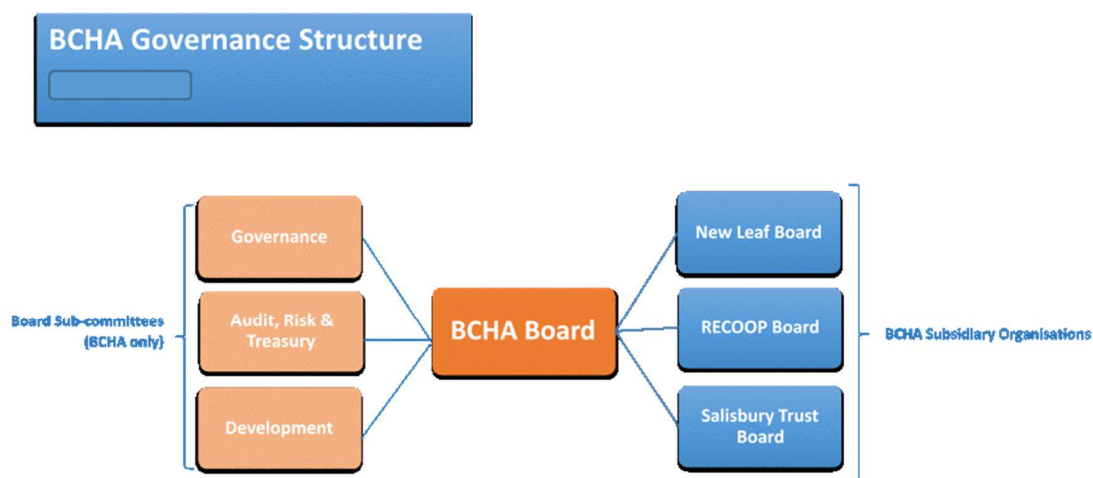 BCHA Governance Structure
Governance
Audit, Risk &
Treasury
Development
Board Sub-committees
(BCHA only)
BCHA Board
New Leaf Board
RECOOP Board
Salisbury Trust
Board
BCHA Subsidiary Organisations